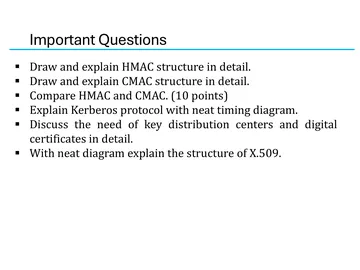 Important Questions
▪ Draw and explain HMAC structure in detail.
▪ Draw and explain CMAC structure in detail.
▪ Compare HMAC and CMAC. (10 points)
▪ Explain Kerberos protocol with neat timing diagram.
▪ Discuss the need of key distribution centers and digital
certificates in detail.
▪ With neat diagram explain the structure of X.509.